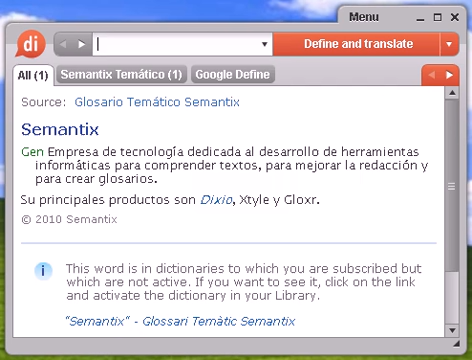 Menu
di
Define and translate
All (1)
Semantix Temático (1)
Google Define
Source: Glosario Temático Semantix
Semantix
Gen Empresa de tecnología dedicada al desarrollo de herramientas
informáticas para comprender textos, para mejorar la redacción y
para crear glosarios.
Su principales producto son Dixio, Xtyle y Gloxr.
© 2010 Semantix
i
This word is in dictionaries to which you are subscribed but
which are not active. If you want to see it, click on the link
and activate the dictionary in your Library.
"Semantix" - Glossari Temàtic Semantix